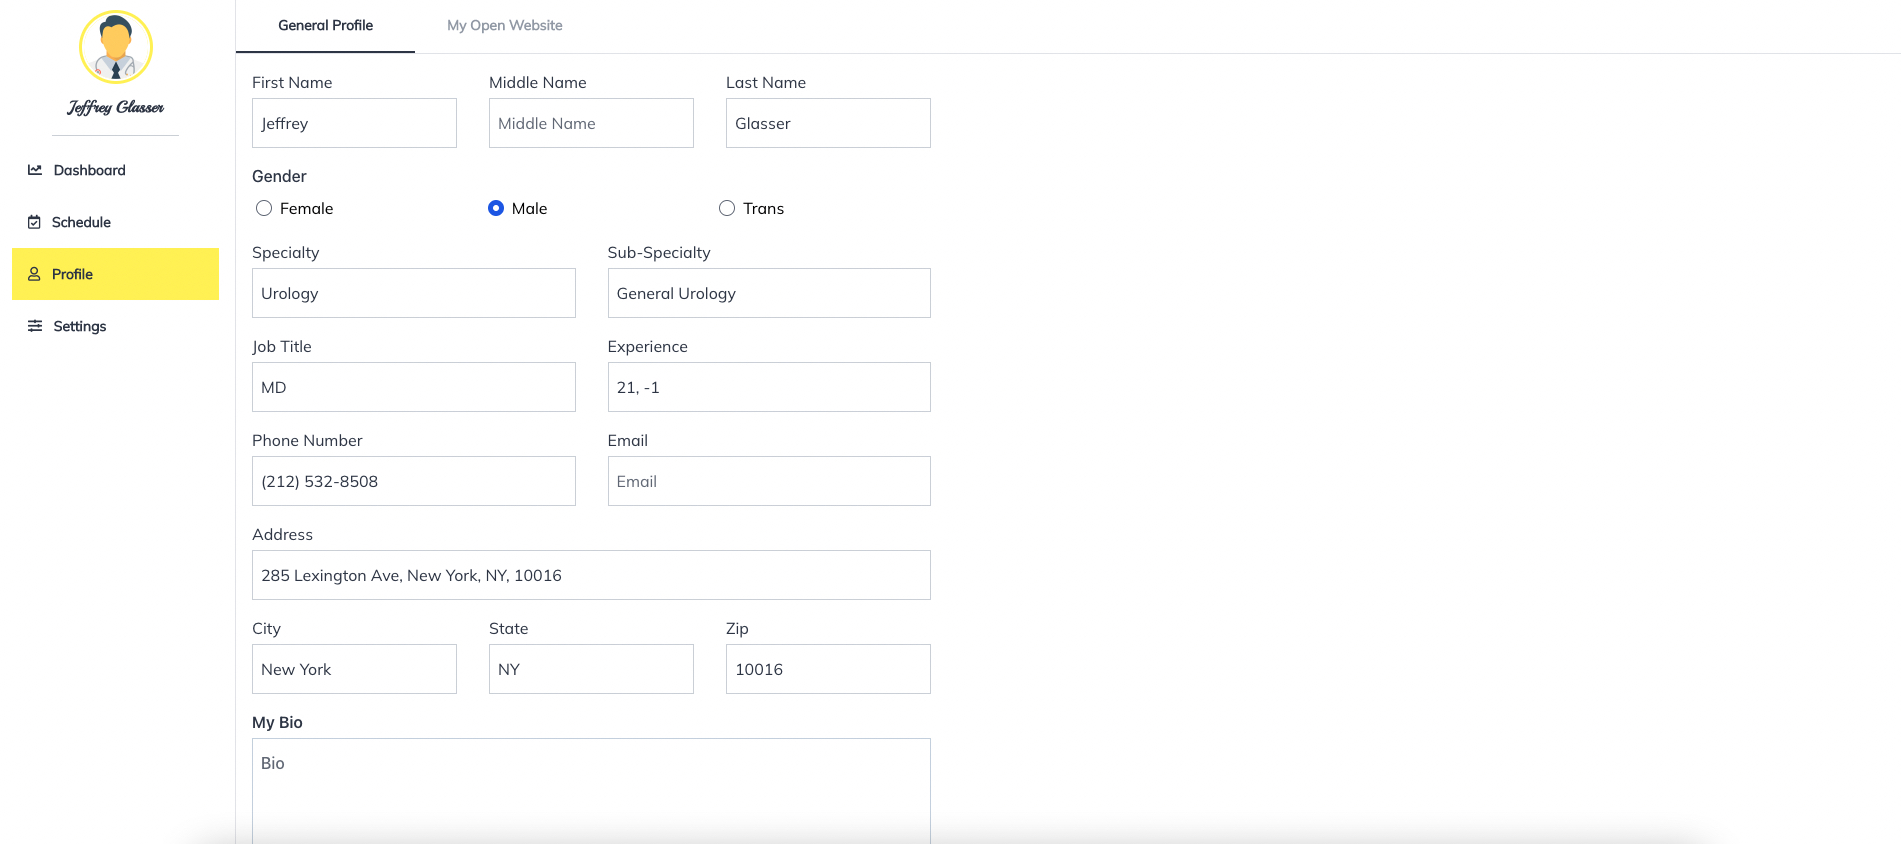 Jeffrey Glasser
Dashboard
Schedule
Profile
Settings
General Profile My Open Website
First Name Middle Name Last Name
Jeffrey Middle Name Glasser
Gender
Female Male Trans
Specialty Sub-Specialty
Urology General Urology
Job Title Experience
MD 21, -1
Phone Number Email
(212) 532-8508 Email
Address
285 Lexington Ave, New York, NY, 10016
City State Zip
New York NY 10016
My Bio
Bio